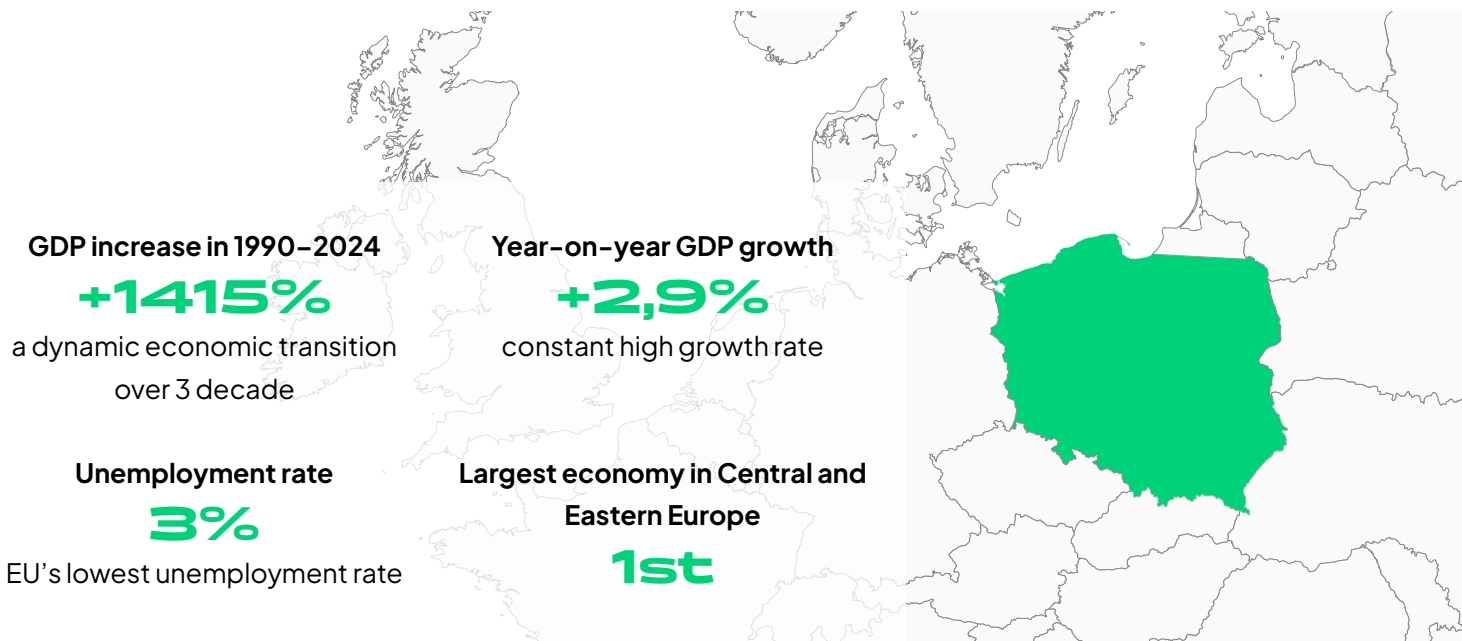 GDP increase in 1990–2024
+1415%
a dynamic economic transition
over 3 decade
Year-on-year GDP growth
+2,9%
constant high growth rate
Unemployment rate
3%
EU’s lowest unemployment rate
Largest economy in Central and
Eastern Europe
1st